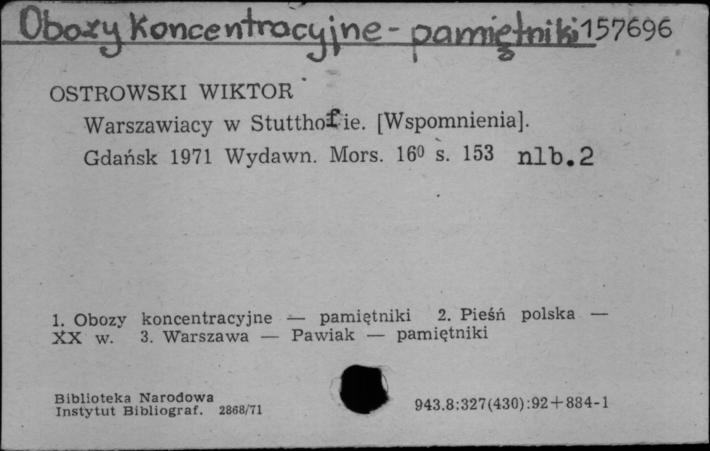 Obozy koncentracyjne - pamiętniki 157696
OSTROWSKI WIKTOR
Warszawiacy w Stutthofie. [Wspomnienia].
Gdańsk 1971 Wydawn. Mors. 16⁰ s. 153 nlb. 2
1. Obozy koncentracyjne — pamiętniki 2. Pieśń polska —
XX w. 3. Warszawa — Pawiak — pamiętniki
Biblioteka Narodowa
Instytut Bibliograf. 2868/71
943.8:327(430):92+884-1